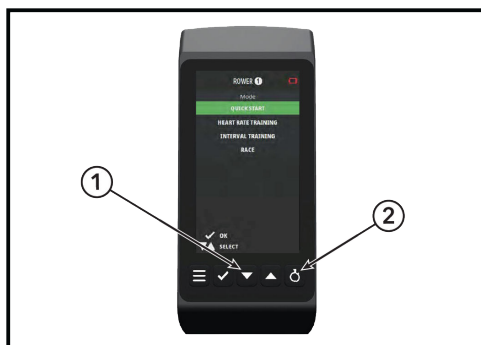 ROWER 1
Mode
QUICK START
HEART RATE TRAINING
INTERVAL TRAINING
RACE
OK
SELECT
1
2